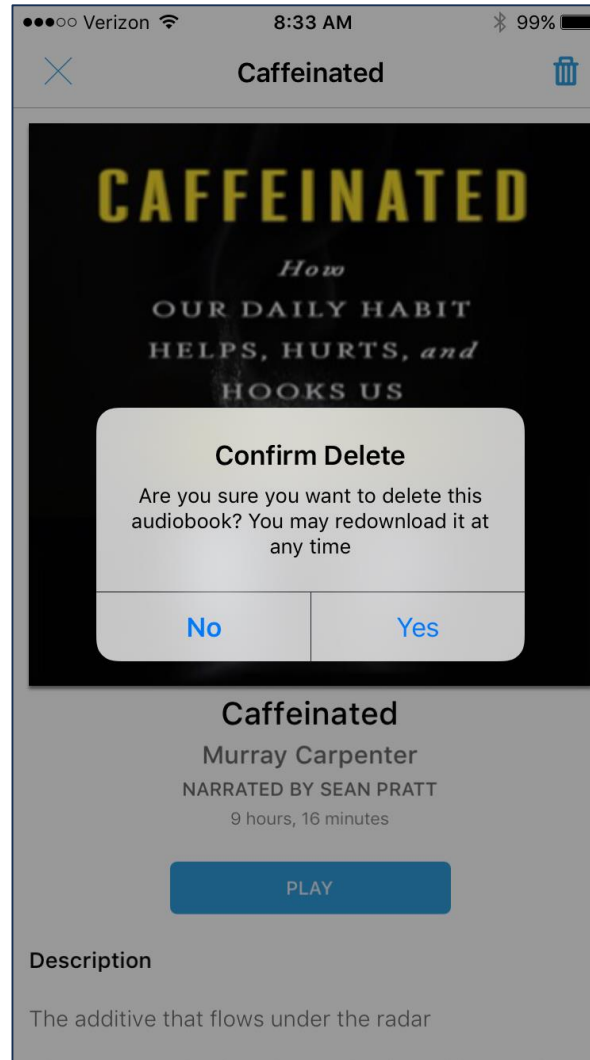 Verizon 8:33 AM 99%
Caffeinated
CAFFEINATED
How
OUR DAILY HABIT
HELPS, HURTS, and
HOOKS US
Confirm Delete
Are you sure you want to delete this
audiobook? You may redownload it at
any time
No Yes
Caffeinated
Murray Carpenter
NARRATED BY SEAN PRATT
9 hours, 16 minutes
PLAY
Description
The additive that flows under the radar